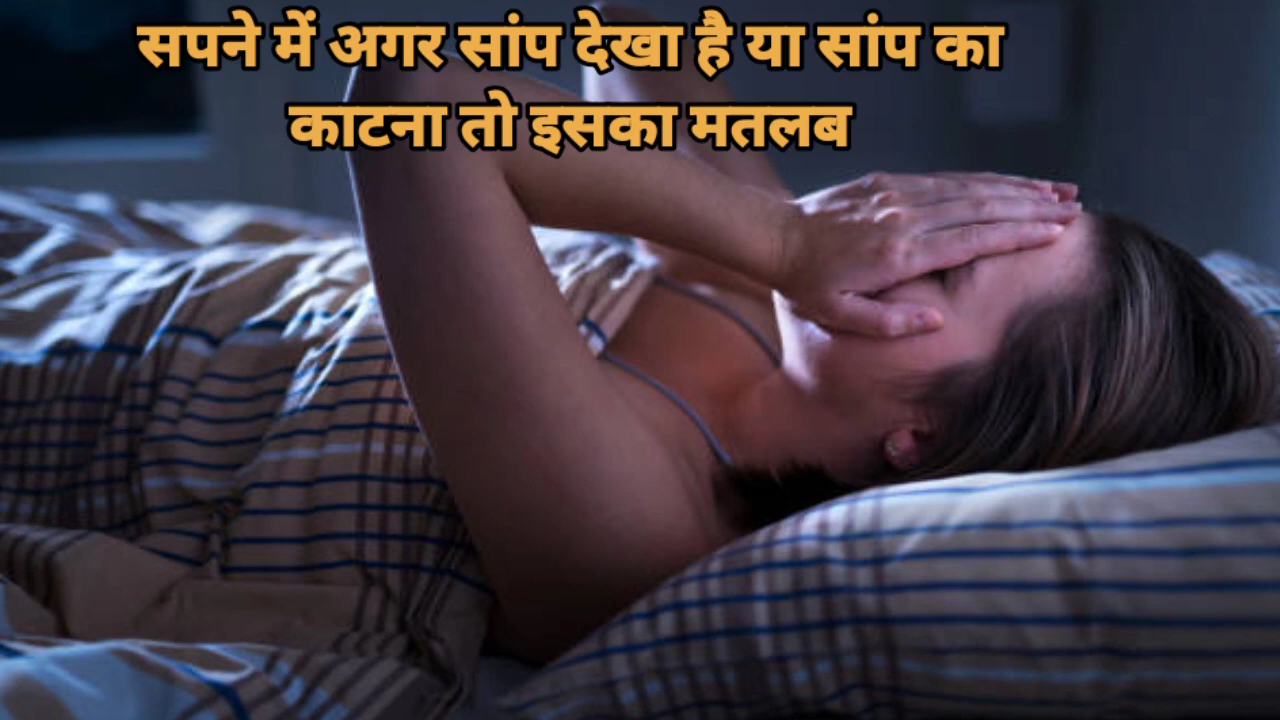 सपने में अगर सांप देखा है या सांप का
काटना तो इसका मतलब